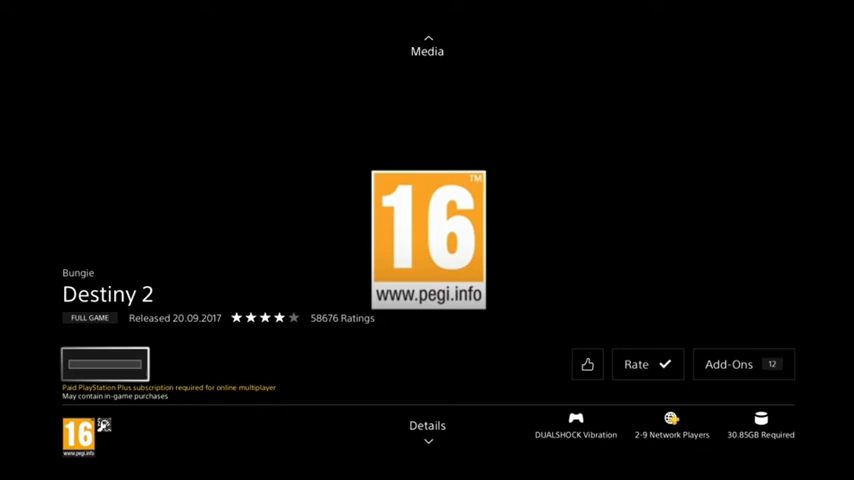 Media
16
TM
www.pegi.info
Bungie
Destiny 2
FULL GAME Released 20.09.2017 58676 Ratings
Rate
Add-Ons 12
Paid PlayStation Plus subscription required for online multiplayer
May contain in-game purchases
16
www.pegi.info
Details
DUALSHOCK Vibration
2-9 Network Players
30.85GB Required